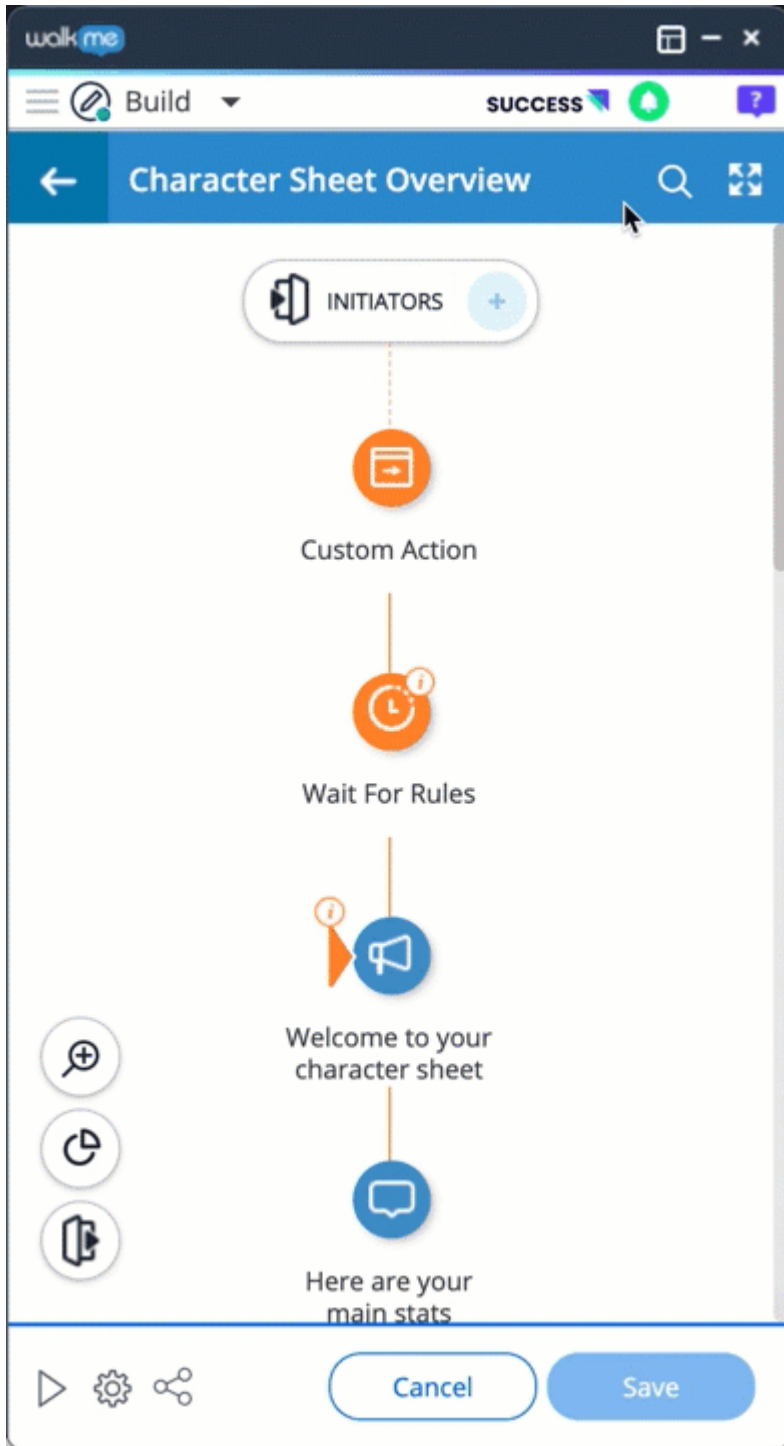 walkme
Build
SUCCESS
?
Character Sheet Overview
INITIATORS +
Custom Action
i
Wait For Rules
i
Welcome to your
character sheet
Here are your
main stats
Cancel
Save